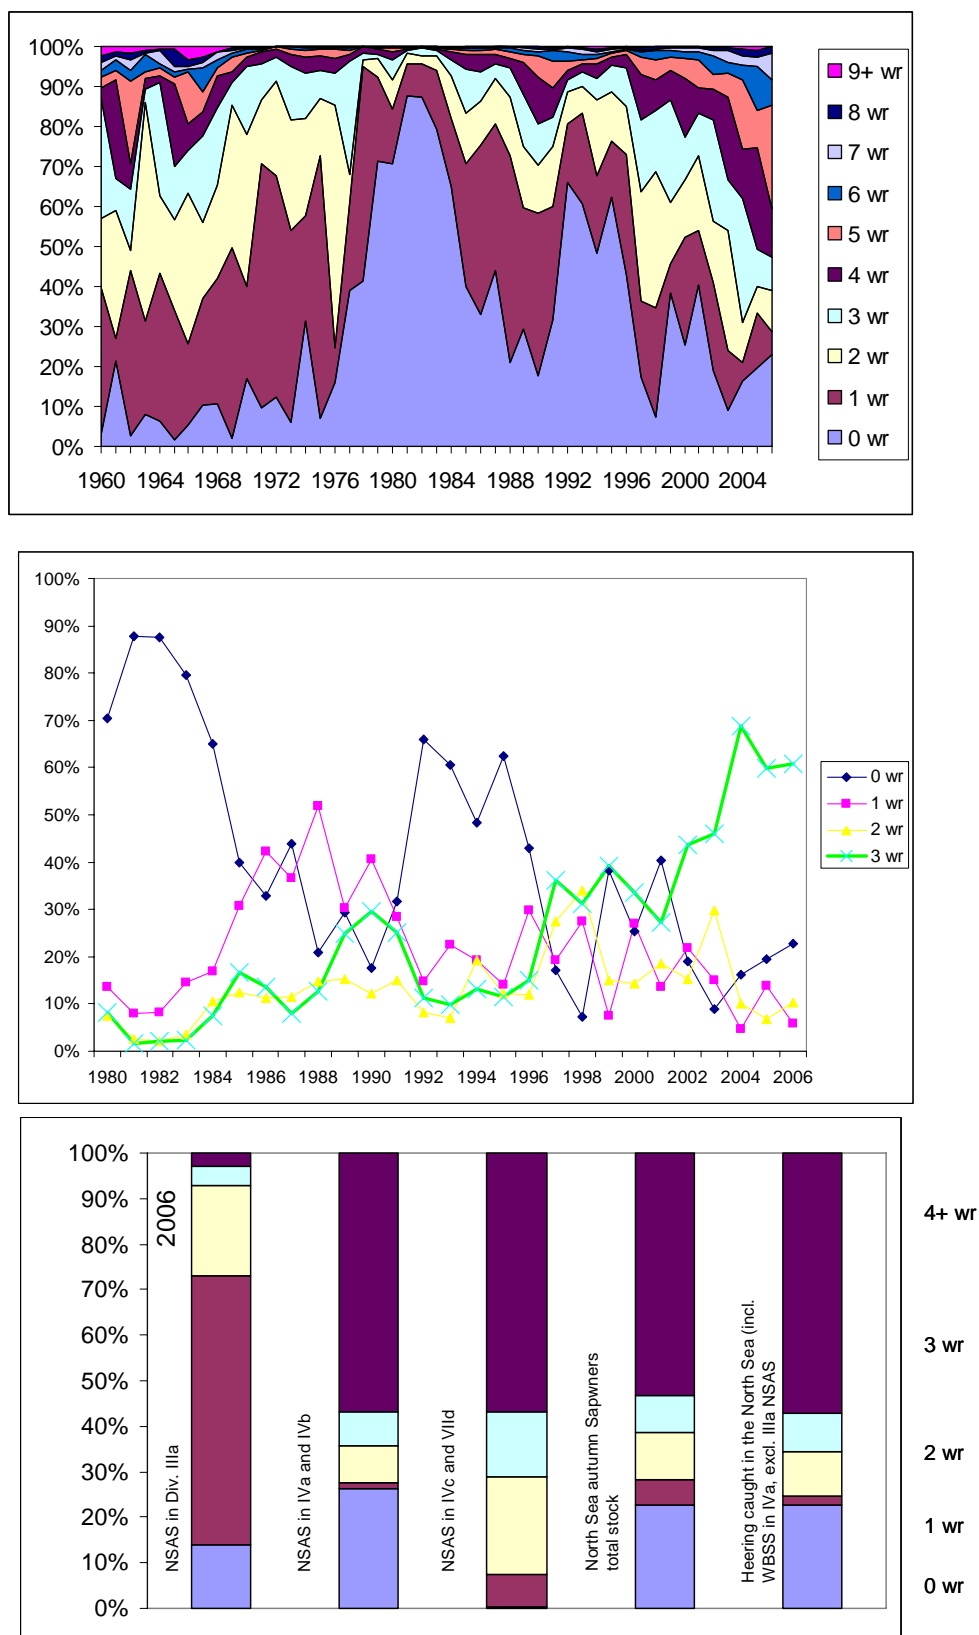 100%
90%
80%
70%
60%
50%
40%
30%
20%
10%
0%
1960 1964 1968 1972 1976 1980 1984 1988 1992 1996 2000 2004
9+ wr
8 wr
7 wr
6 wr
5 wr
4 wr
3 wr
2 wr
1 wr
0 wr
100%
90%
80%
70%
60%
50%
40%
30%
20%
10%
0%
1980 1982 1984 1986 1988 1990 1992 1994 1996 1998 2000 2002 2004 2006
0 wr
1 wr
2 wr
3 wr
100%
90%
80%
70%
60%
50%
40%
30%
20%
10%
0%
2006
NSAS in Div. IIIa
NSAS in IVa and IVb
NSAS in IVc and VIId
North Sea autumn Sapwners
total stock
Heering caught in the North Sea (incl.
WBSS in IVa, excl. IIIa NSAS
4+ wr
3 wr
2 wr
1 wr
0 wr